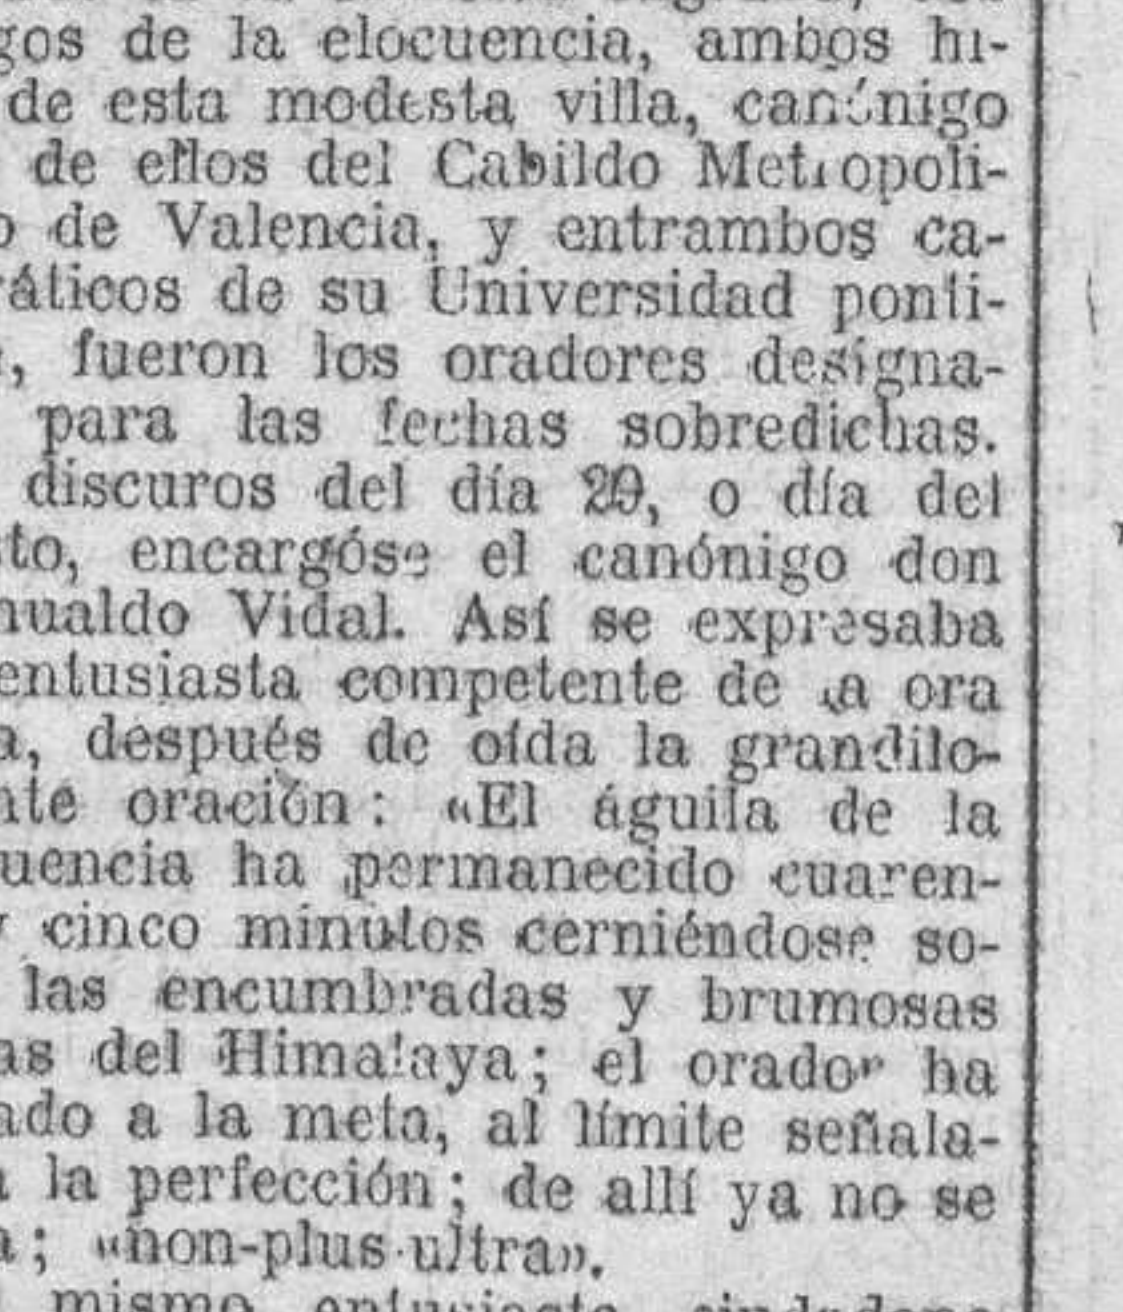 gos de la elocuencia, ambos hi-
de esta modesta villa, canónigo
de ellos del Cabildo Metropoli-
o de Valencia, y entrambos ca-
ráticos de su Universidad ponti-
, fueron los oradores designa-
para las fechas sobredichas.
discuros del día 20, o día del
sto, encargóse el canónigo don
nualdo Vidal. Así se expresaba
entusiasta competente de la ora
a, después de oída la grandilo-
nte oración: «El águila de la
uencia ha permanecido cuaren-
y cinco minutos cerniéndose so-
las encumbradas y brumosas
as del Himalaya; el orador ha
ado a la meta, al límite señala-
a la perfección; de allí ya no se
a; «non-plus-ultra».
mismo entusiasta